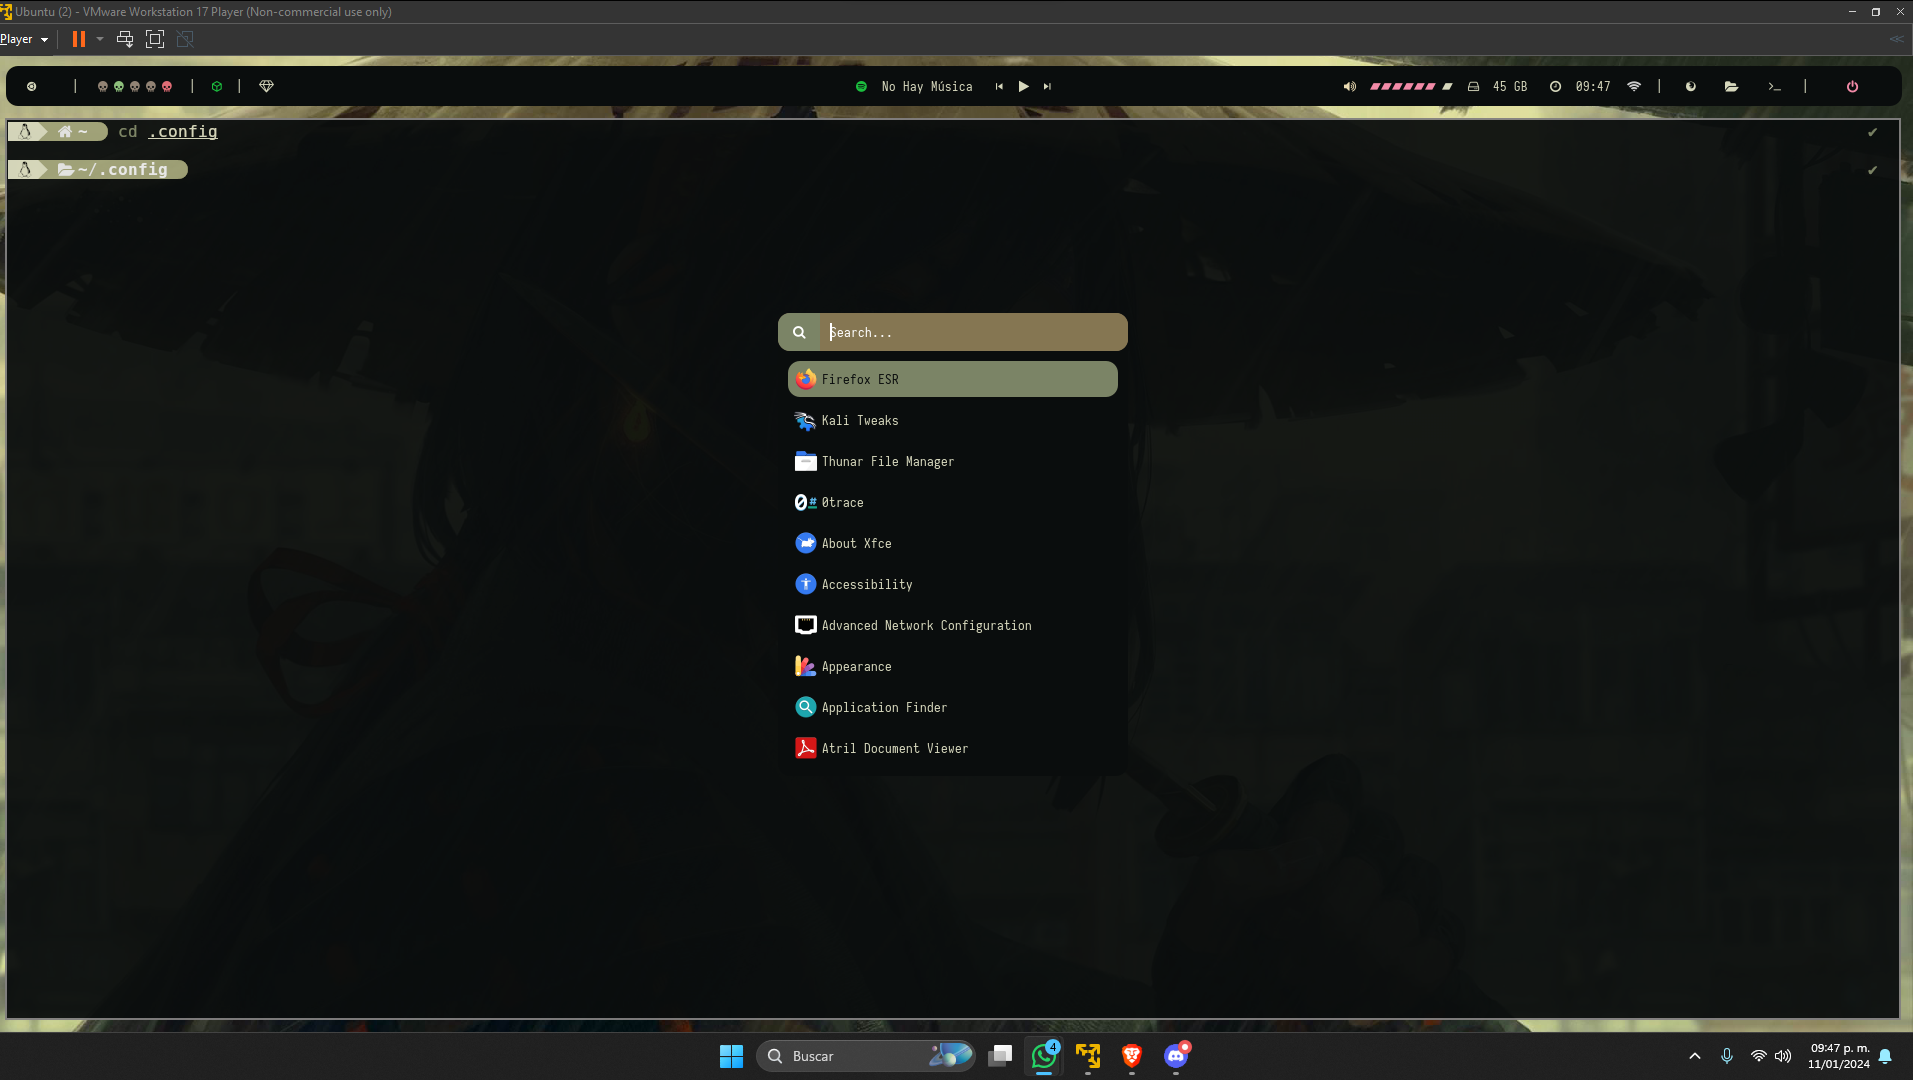 Ubuntu (2) - VMware Workstation 17 Player (Non-commercial use only)
Player
No Hay Música
45 GB
09:47
~ cd .config
~/.config
Search...
Firefox ESR
Kali Tweaks
Thunar File Manager
0trace
About Xfce
Accessibility
Advanced Network Configuration
Appearance
Application Finder
Atril Document Viewer
Buscar
4
09:47 p. m.
11/01/2024